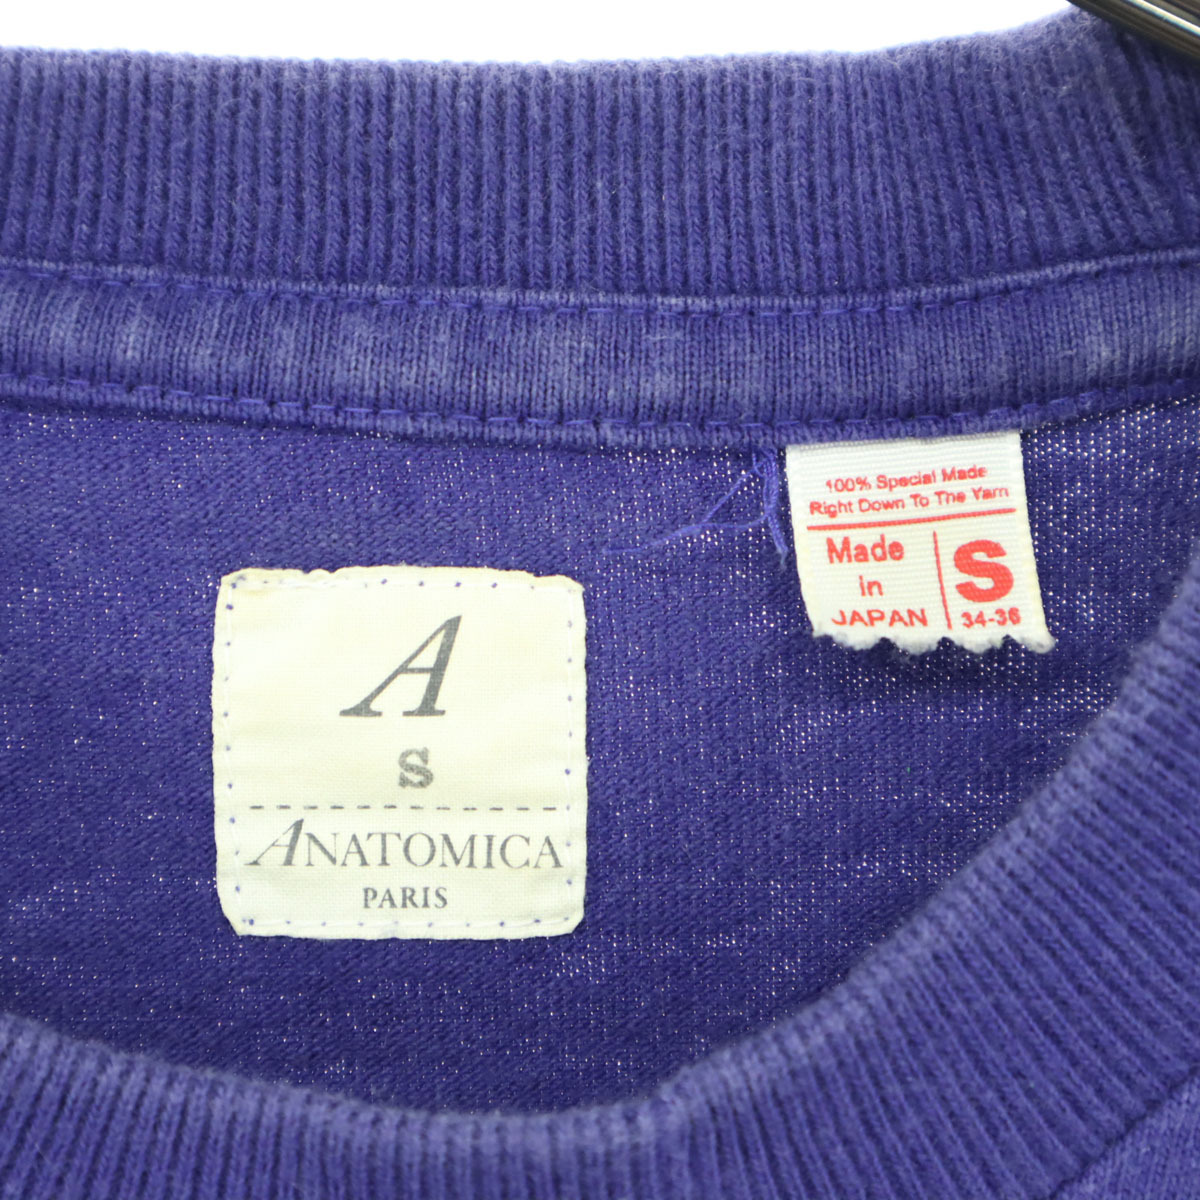 A
S
ANATOMICA
PARIS
100% Special Made
Right Down To The Yarn
Made
in
JAPAN
S
34-36